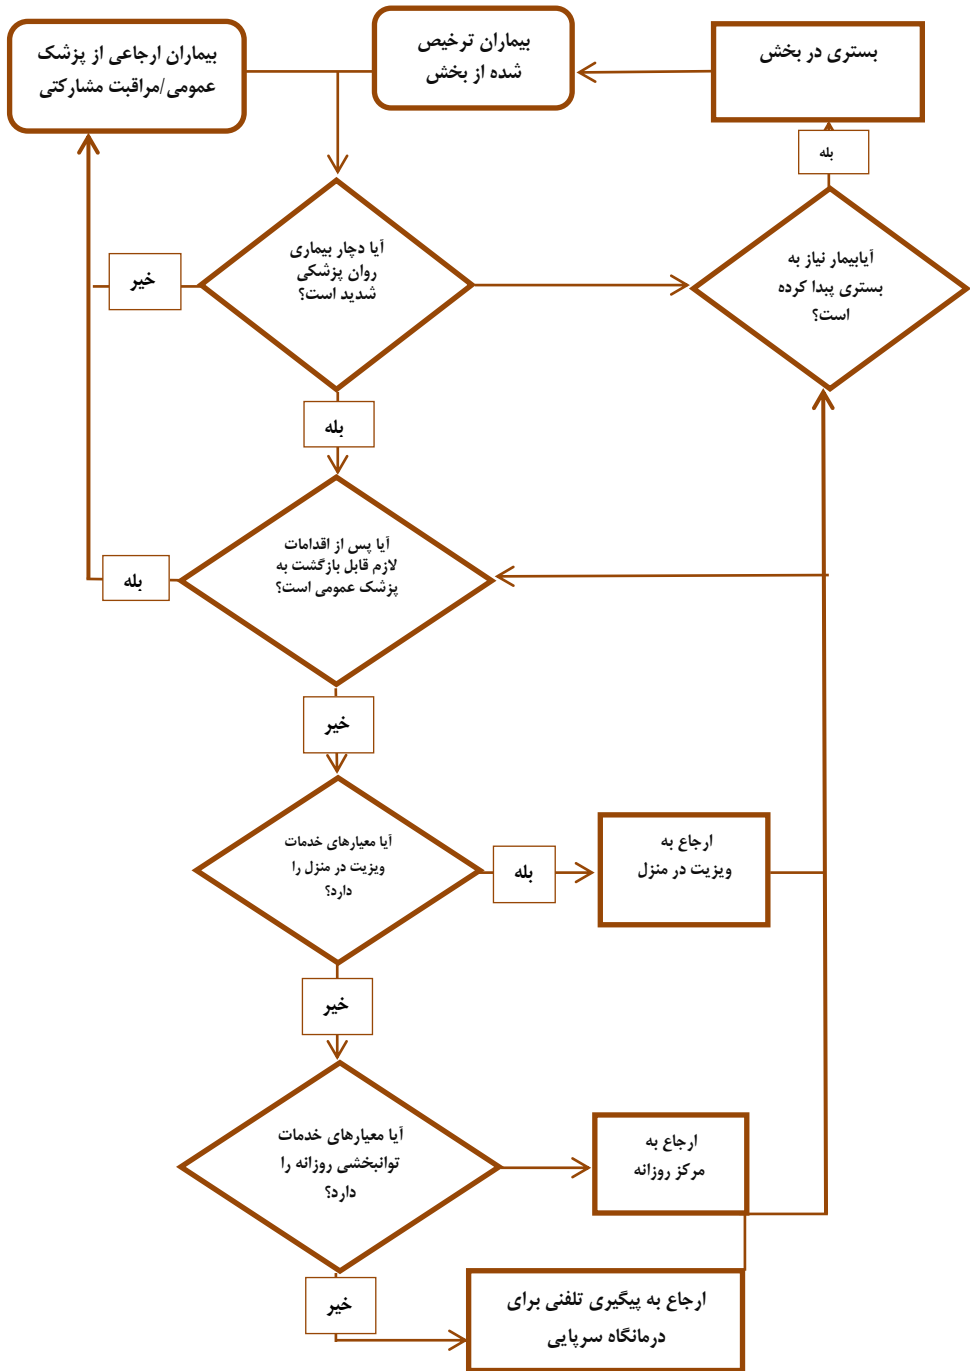 بیماران ارجاعی از پزشک
عمومی/مراقبت مشارکتی
بیماران ترخیص
شده از بخش
بستری در بخش
بله
آیا دچار بیماری
روان پزشکی
شدید است؟
آیابیمار نیاز به
بستری پیدا کرده
است؟
خیر
بله
آیا پس از اقدامات
لازم قابل بازگشت به
پزشک عمومی است؟
بله
خیر
آیا معیارهای خدمات
ویزیت در منزل را
دارد؟
بله
ارجاع به
ویزیت در منزل
خیر
آیا معیارهای خدمات
توانبخشی روزانه را
دارد؟
ارجاع به
مرکز روزانه
خیر
ارجاع به پیگیری تلفنی برای
درمانگاه سرپایی